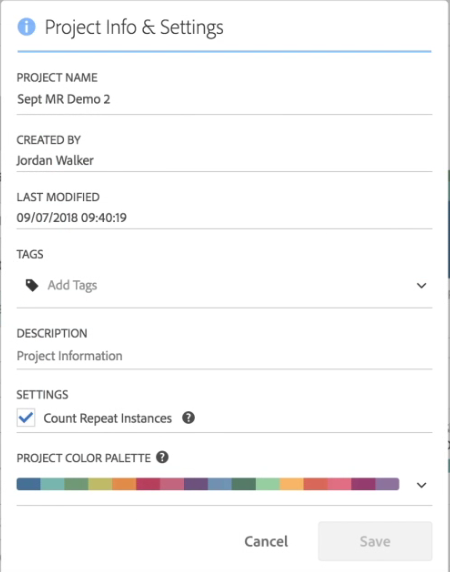 Project Info & Settings
PROJECT NAME
Sept MR Demo 2
CREATED BY
Jordan Walker
LAST MODIFIED
09/07/2018 09:40:19
TAGS
Add Tags
DESCRIPTION
Project Information
SETTINGS
Count Repeat Instances
PROJECT COLOR PALETTE
Cancel Save